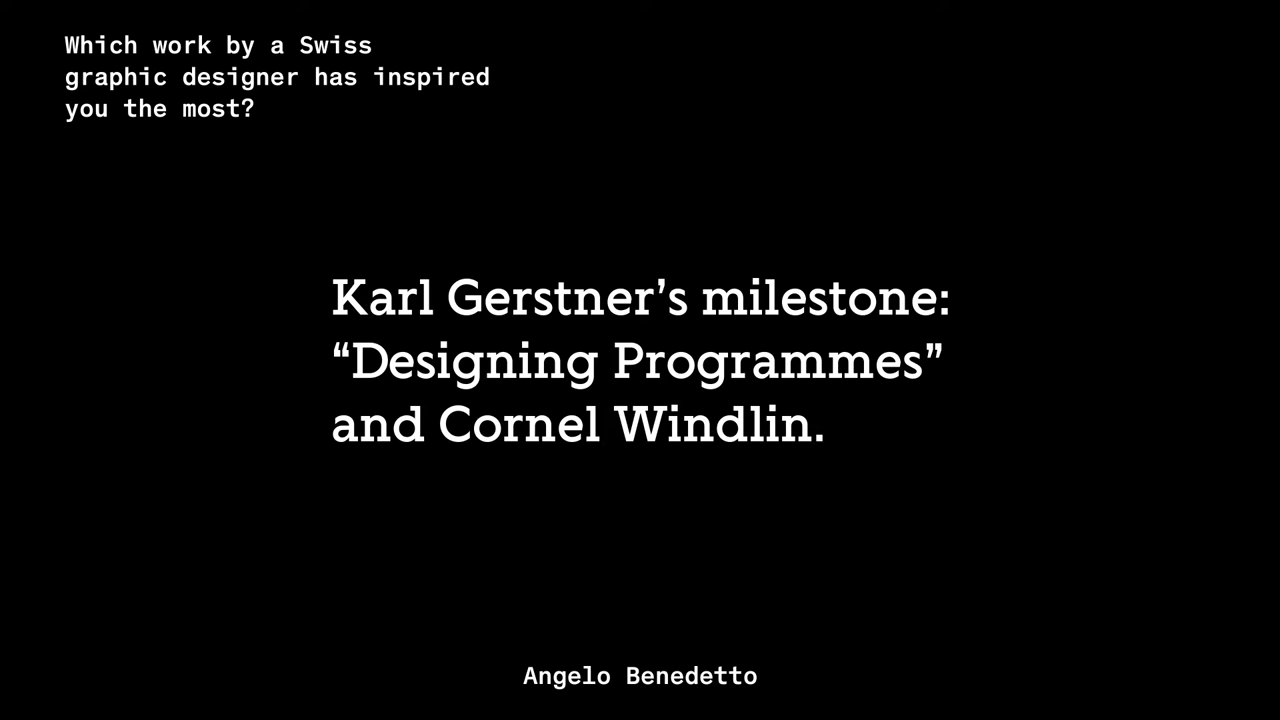 Which work by a Swiss
graphic designer has inspired
you the most?
Karl Gerstner’s milestone:
“Designing Programmes”
and Cornel Windlin.
Angelo Benedetto